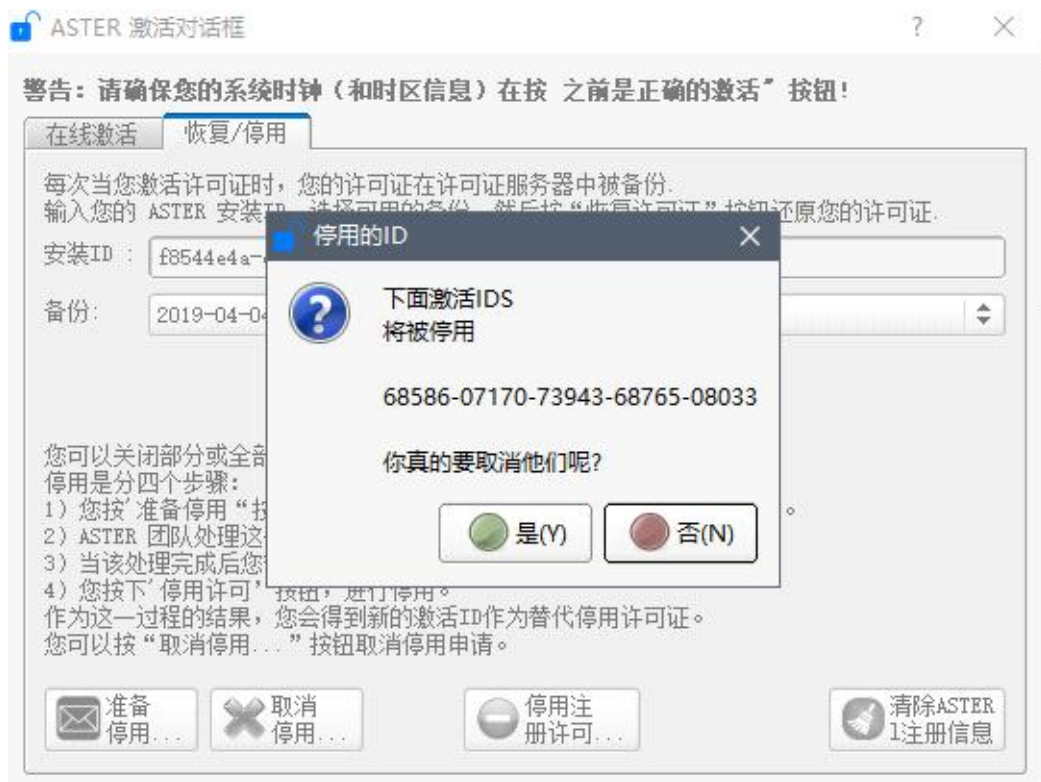 ASTER 激活对话框
警告: 请确保您的系统时钟（和时区信息）在按 之前是正确的激活” 按钮!
在线激活 恢复/停用
每次当您激活许可证时，您的许可证在许可证服务器中被备份.
输入您的 ASTER 安装ID，选择可用的备份，然后按“恢复许可证”按钮还原您的许可证.
安装ID : f8544e4a-
备份: 2019-04-04
停用的ID
下面激活IDS
将被停用
68586-07170-73943-68765-08033
你真的要取消他们呢?
是(Y) 否(N)
您可以关闭部分或全部
停用是分四个步骤:
1) 您按'准备停用“按
2) ASTER 团队处理这
3) 当该处理完成后您
4) 您按下'停用许可’按钮，进行停用。
作为这一过程的结果，您会得到新的激活ID作为替代停用许可证。
您可以按“取消停用...”按钮取消停用申请。
准备
停用...
取消
停用...
停用注
册许可...
清除ASTER
1注册信息